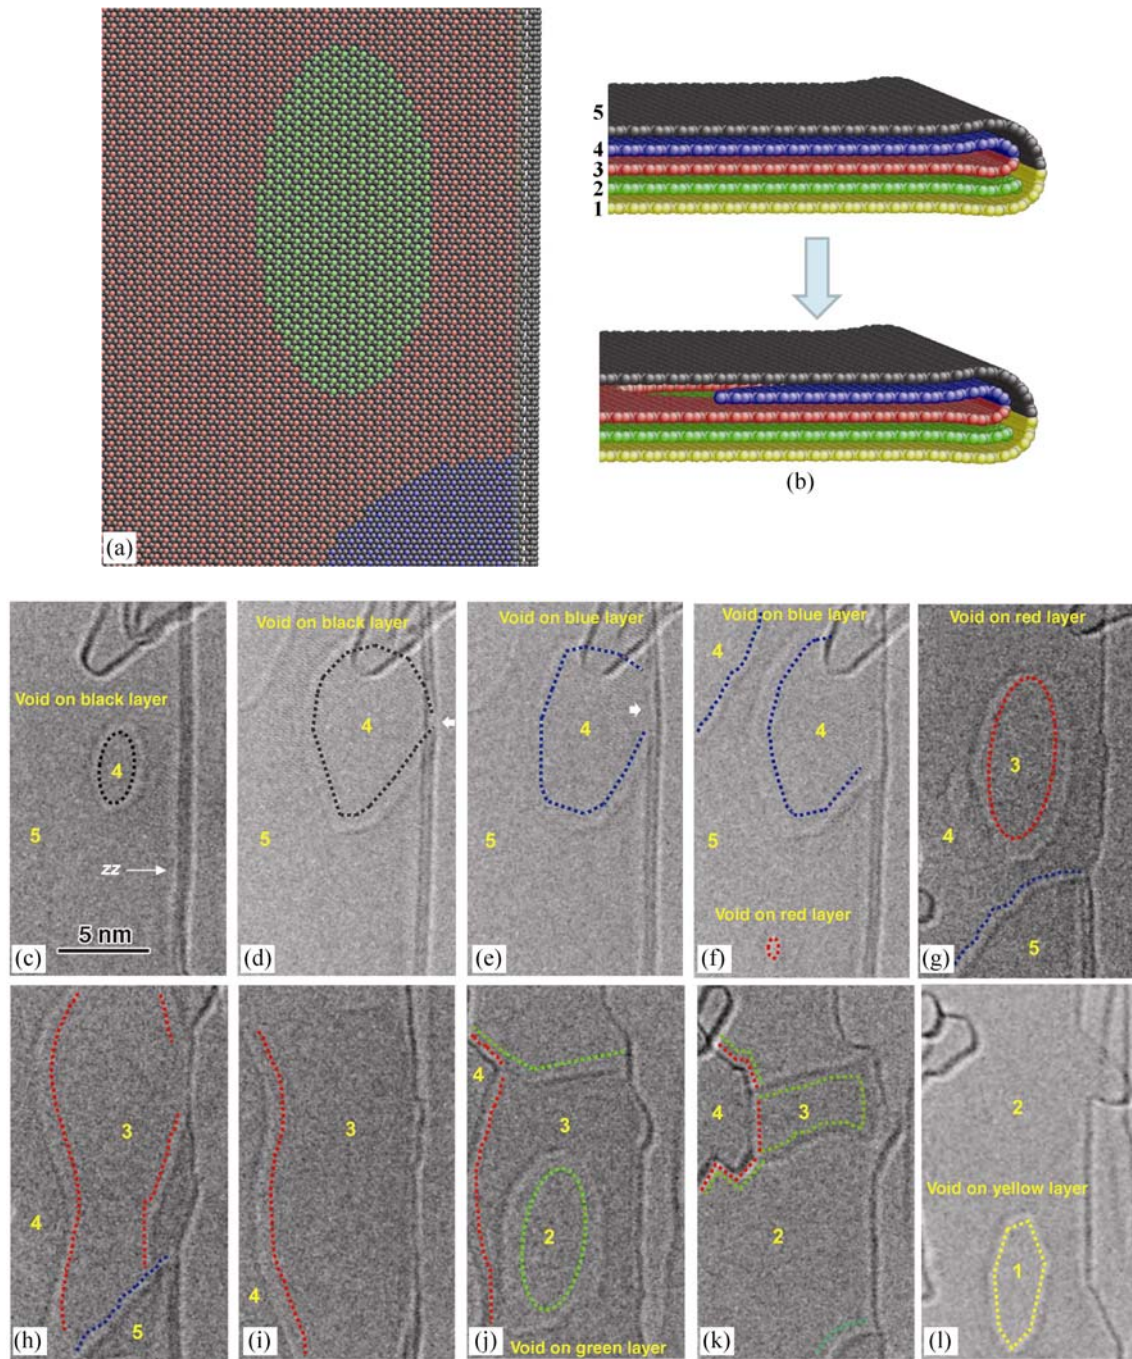 (a)
5
4
3
2
1
(b)
Void on black layer
4
5
zz
5 nm
(c)
Void on black layer
4
5
(d)
Void on blue layer
4
5
(e)
Void on blue layer
4
4
5
Void on red layer
(f)
Void on red layer
3
4
5
(g)
3
4
5
(h)
3
4
(i)
4
3
2
Void on green layer
(j)
4
3
2
(k)
2
Void on yellow layer
1
(l)